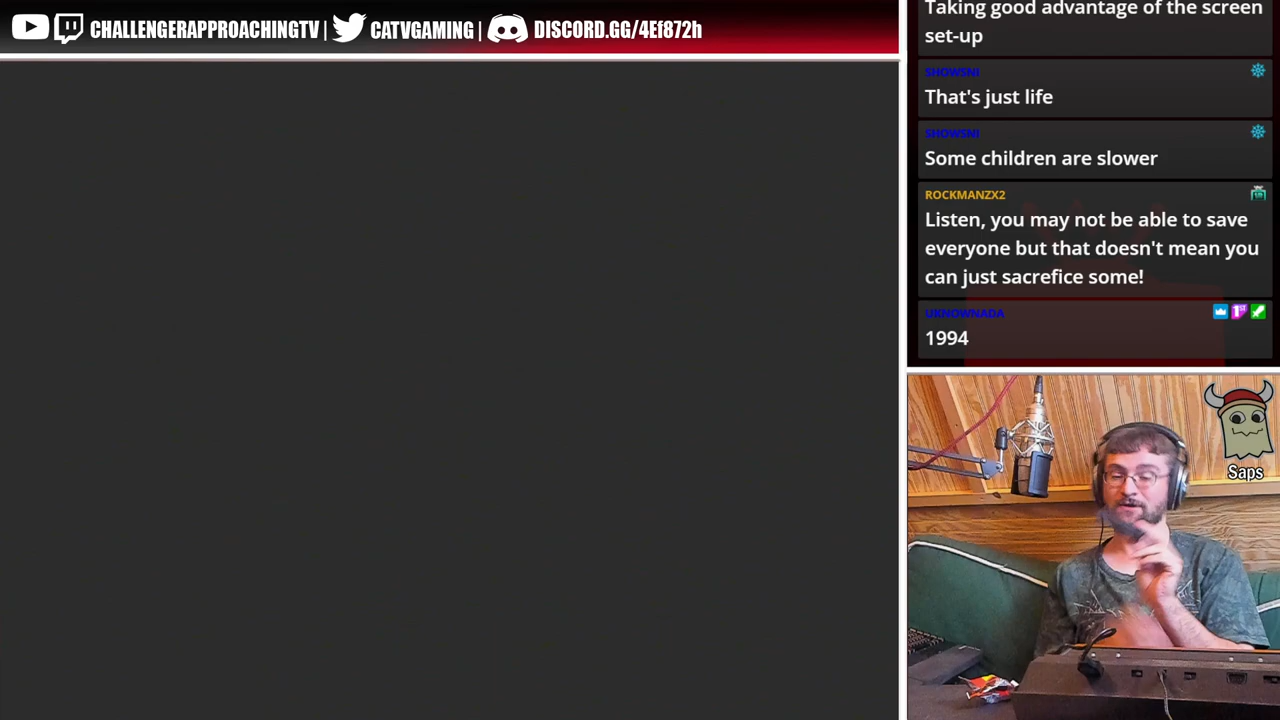 CHALLENGERAPPROACHINGTV | CATVGAMING | DISCORD.GG/4Ef872h
Taking good advantage of the screen
set-up
SHOWSNI
That's just life
SHOWSNI
Some children are slower
ROCKMANZX2
Listen, you may not be able to save
everyone but that doesn't mean you
can just sacrefice some!
UKNOWNADA
1994
Saps